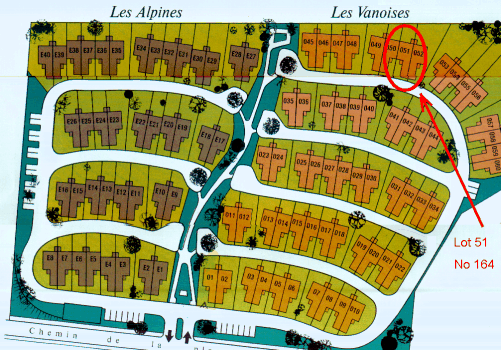 Les Alpines Les Vanoises
045 046 047 048 049 050 051 052
E40 E39 E38 E37 E36 E35 E34 E33 E32 E31 E30 E29 E28 E27
053 054 055 056
035 036 037 038 039 040
041 042 043 044
E26 E25 E24 E23 E22 E21 E20 E19 E18 E17
057 058 059 060
023 024 025 026 027 028 029 030
031 032 033 034
E16 E15 E14 E13 E12 E11 E10 E9
011 012 013 014 015 016 017 018
019 020 021 022
Lot 51
No 164
E8 E7 E6 E5 E4 E3 E2 E1
01 02 03 04 05 06
07 08 09 010
Chemin de la